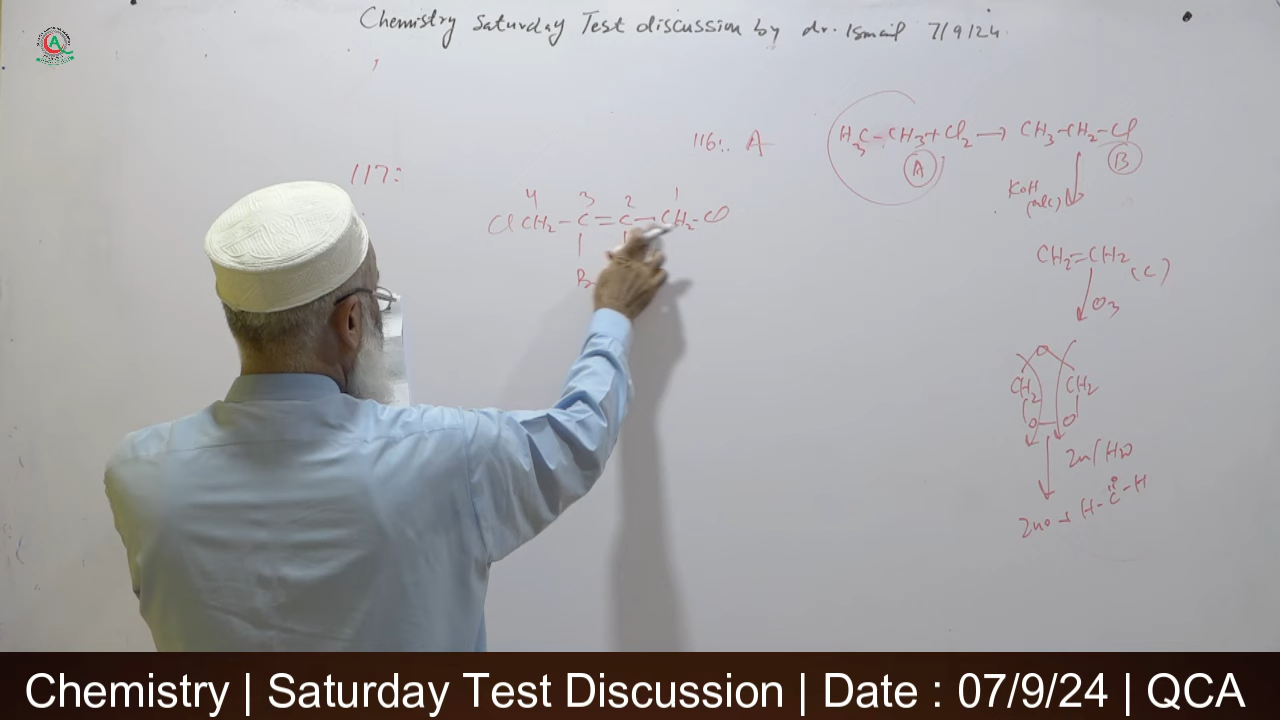 Chemistry Saturday Test discussion by dr. Ismail 7/9/24
116:. A
H3C-CH3+Cl2 → CH3-CH2-Cl
A
B
KOH
(alc)
117:
4 3 2 1
ClCH2-C=C-CH2-Cl
CH2=CH2 (C)
O3
O
CH2 CH2
O O
Zn/H2O
O
ZnO + H-C-H
Chemistry | Saturday Test Discussion | Date : 07/9/24 | QCA